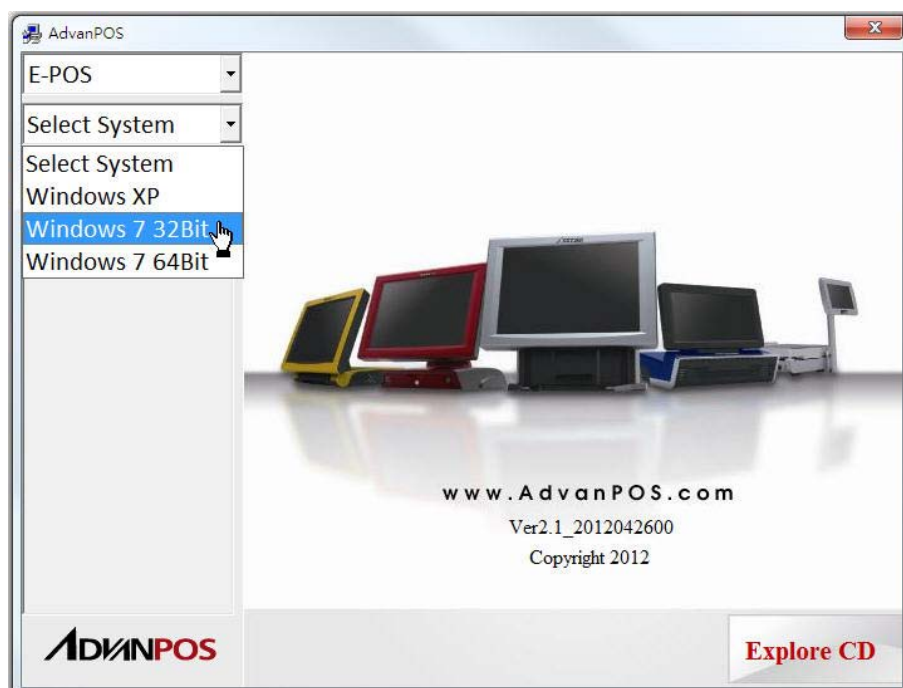 AdvanPOS
E-POS
Select System
Select System
Windows XP
Windows 7 32Bit
Windows 7 64Bit
www.AdvanPOS.com
Ver2.1_2012042600
Copyright 2012
ADVANPOS
Explore CD